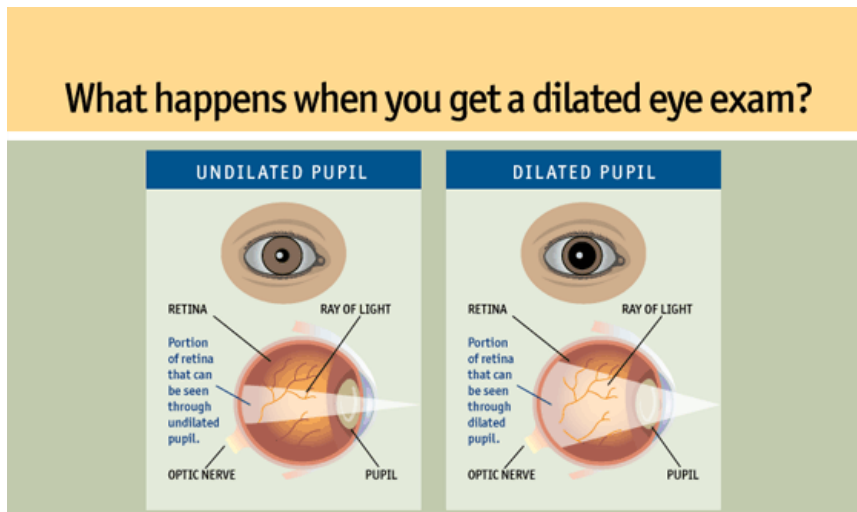 What happens when you get a dilated eye exam?
UNDILATED PUPIL
RETINA
RAY OF LIGHT
Portion
of retina
that can
be seen
through
undilated
pupil.
OPTIC NERVE
PUPIL
DILATED PUPIL
RETINA
RAY OF LIGHT
Portion
of retina
that can
be seen
through
dilated
pupil.
OPTIC NERVE
PUPIL